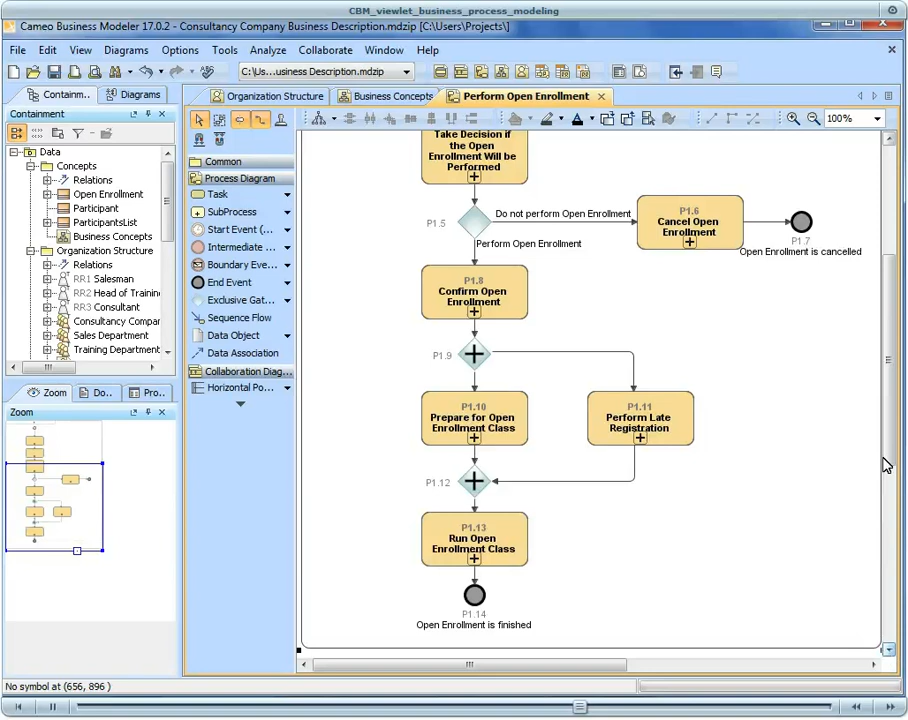 CBM_viewlet_business_process_modeling
Cameo Business Modeler 17.0.2 - Consultancy Company Business Description.mdzip [C:\Users\Projects\]
File Edit View Diagrams Options Tools Analyze Collaborate Window Help
C:\Us...usiness Description.mdzip
Containm...
Diagrams
Organization Structure
Business Concepts
Perform Open Enrollment
Containment
100%
Data
Concepts
Relations
Open Enrollment
Participant
ParticipantsList
Business Concepts
Organization Structure
Relations
RR1 Salesman
RR2 Head of Trainin
RR3 Consultant
Consultancy Compar
Sales Department
Training Department
Zoom
Do...
Pro...
Zoom
Common
Process Diagram
Task
SubProcess
Start Event (...
Intermediate ...
Boundary Eve...
End Event
Exclusive Gat...
Sequence Flow
Data Object
Data Association
Collaboration Diag...
Horizontal Po...
Take Decision if
the Open
Enrollment Will be
Performed
P1.5
Do not perform Open Enrollment
Perform Open Enrollment
P1.6
Cancel Open
Enrollment
P1.7
Open Enrollment is cancelled
P1.8
Confirm Open
Enrollment
P1.9
P1.10
Prepare for Open
Enrollment Class
P1.11
Perform Late
Registration
P1.12
P1.13
Run Open
Enrollment Class
P1.14
Open Enrollment is finished
No symbol at (656, 896 )